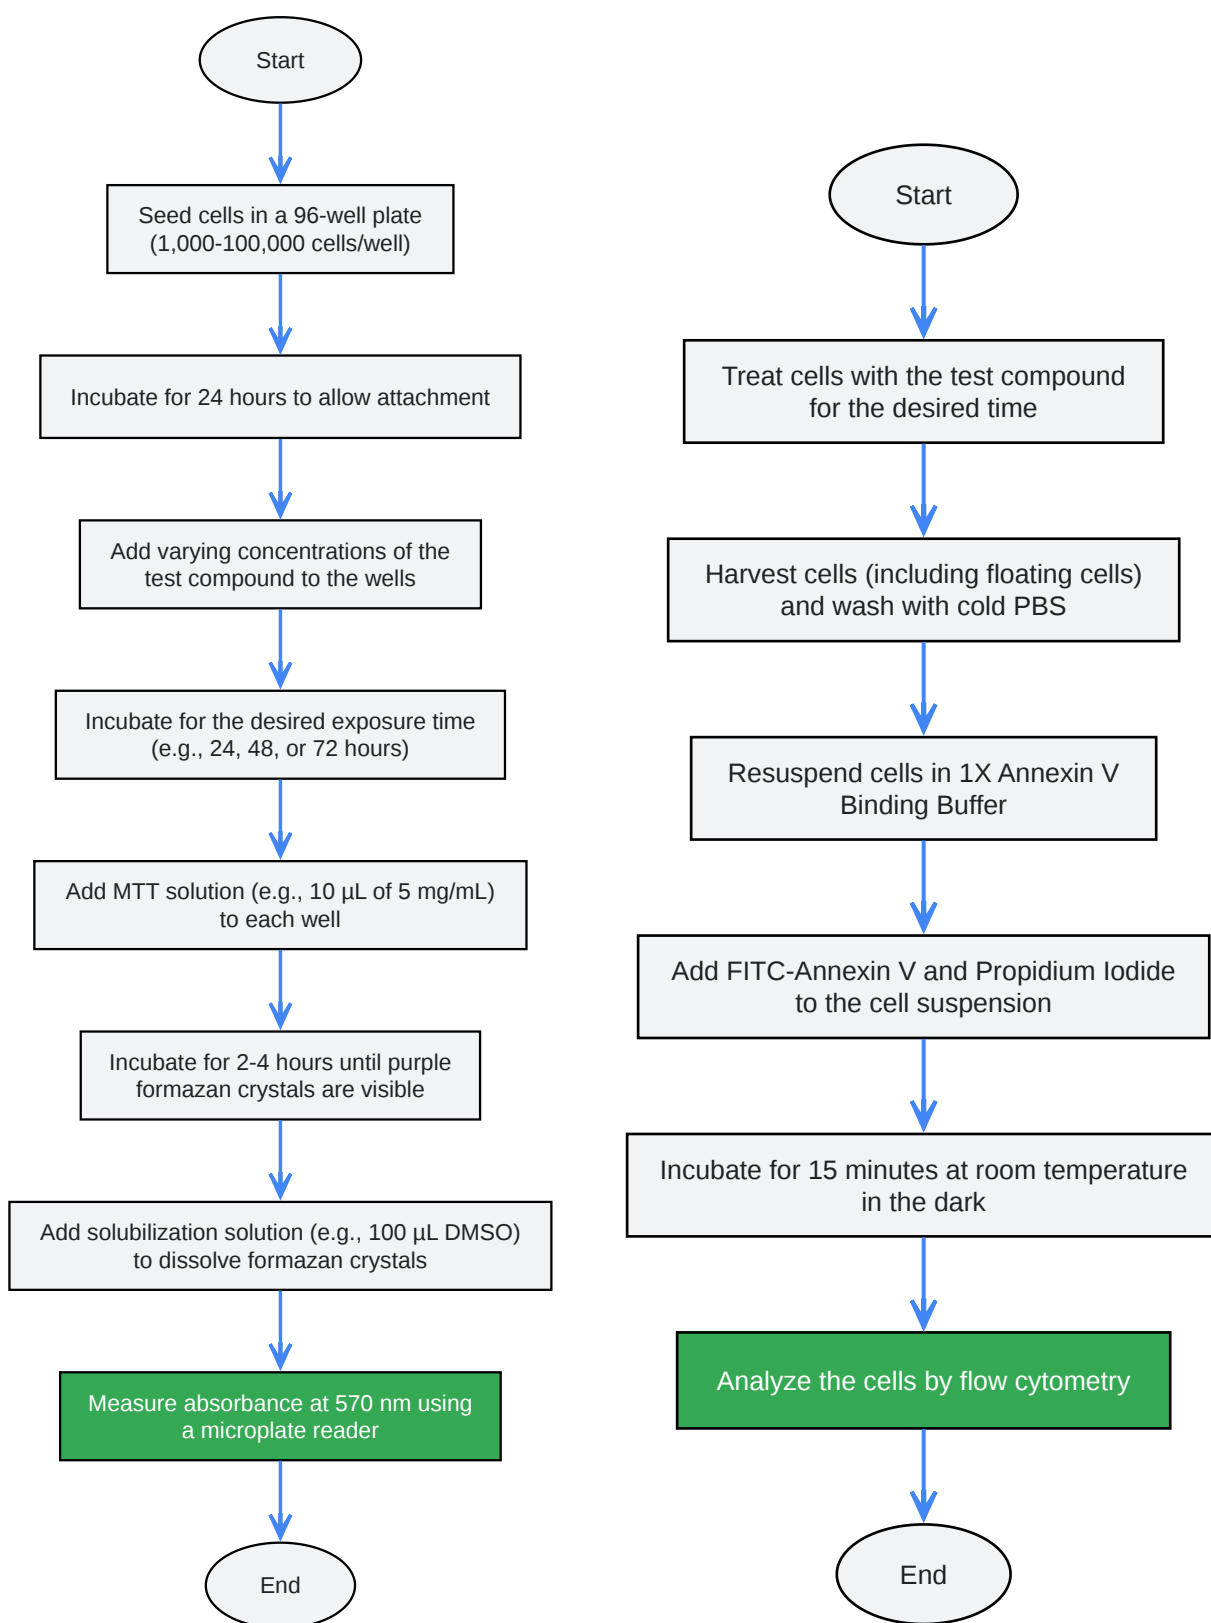 Start
Seed cells in a 96-well plate
(1,000-100,000 cells/well)
Incubate for 24 hours to allow attachment
Add varying concentrations of the
test compound to the wells
Incubate for the desired exposure time
(e.g., 24, 48, or 72 hours)
Add MTT solution (e.g., 10 µL of 5 mg/mL)
to each well
Incubate for 2-4 hours until purple
formazan crystals are visible
Add solubilization solution (e.g., 100 µL DMSO)
to dissolve formazan crystals
Measure absorbance at 570 nm using
a microplate reader
End
Start
Treat cells with the test compound
for the desired time
Harvest cells (including floating cells)
and wash with cold PBS
Resuspend cells in 1X Annexin V
Binding Buffer
Add FITC-Annexin V and Propidium Iodide
to the cell suspension
Incubate for 15 minutes at room temperature
in the dark
Analyze the cells by flow cytometry
End